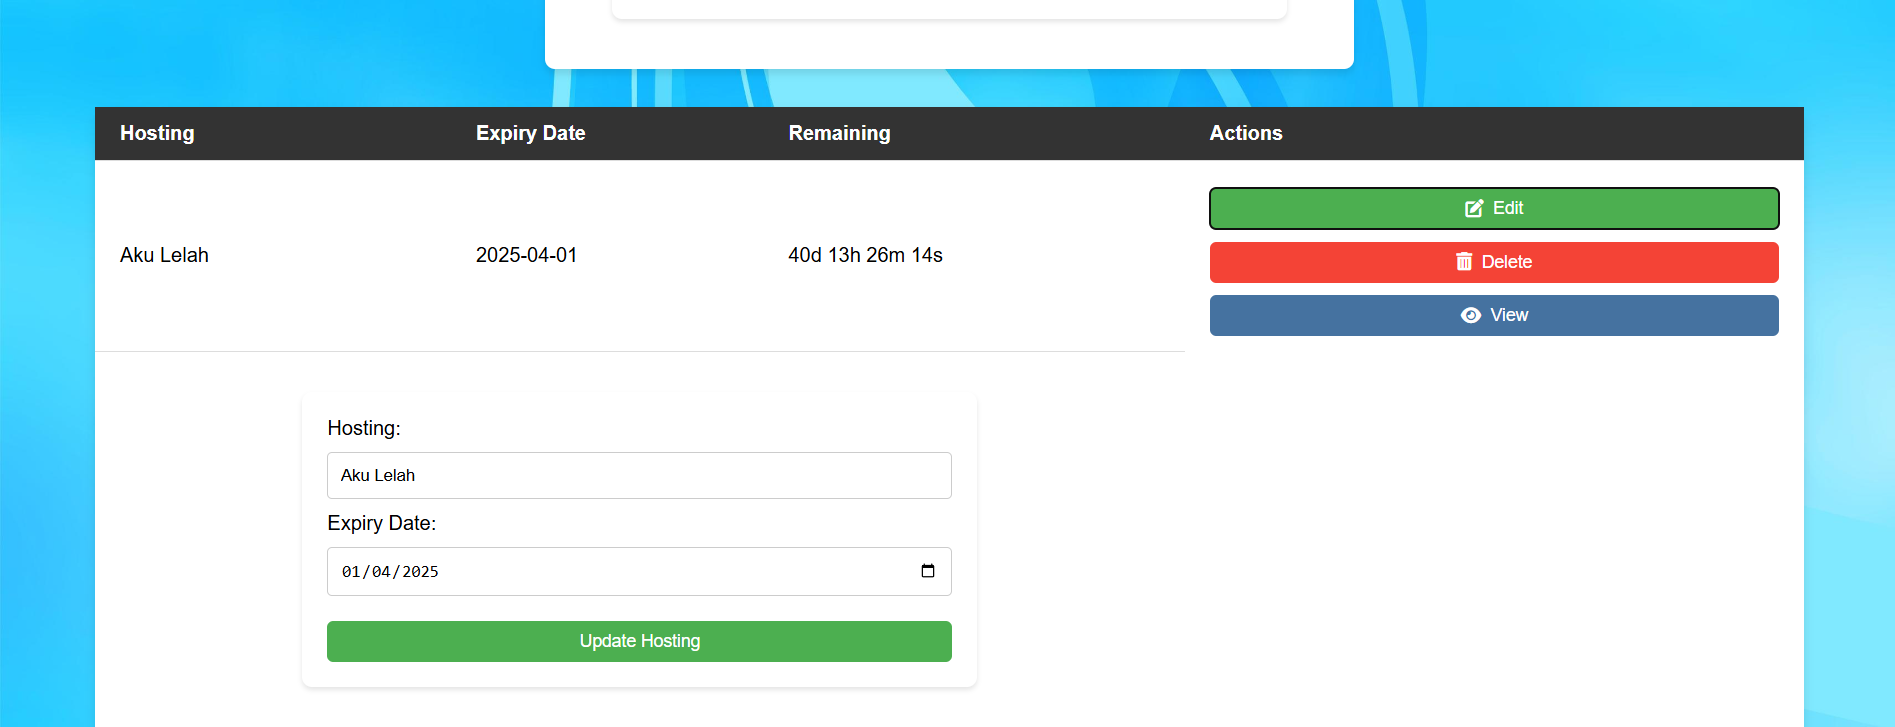 Hosting Expiry Date Remaining Actions
Edit
Aku Lelah 2025-04-01 40d 13h 26m 14s
Delete
View
Hosting:
Aku Lelah
Expiry Date:
01/04/2025
Update Hosting